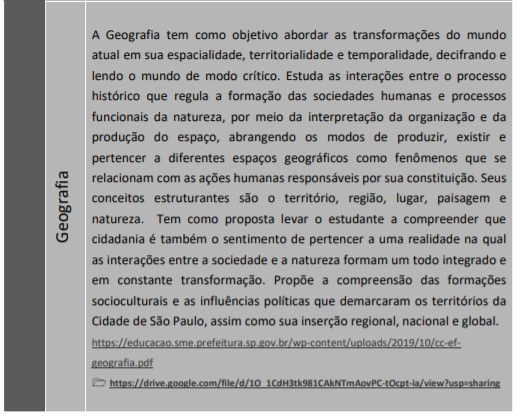 Geografia
A Geografia tem como objetivo abordar as transformações do mundo
atual em sua espacialidade, territorialidade e temporalidade, decifrando e
lendo o mundo de modo crítico. Estuda as interações entre o processo
histórico que regula a formação das sociedades humanas e processos
funcionais da natureza, por meio da interpretação da organização e da
produção do espaço, abrangendo os modos de produzir, existir e
pertencer a diferentes espaços geográficos como fenômenos que se
relacionam com as ações humanas responsáveis por sua constituição. Seus
conceitos estruturantes são o território, região, lugar, paisagem e
natureza. Tem como proposta levar o estudante a compreender que
cidadania é também o sentimento de pertencer a uma realidade na qual
as interações entre a sociedade e a natureza formam um todo integrado e
em constante transformação. Propõe a compreensão das formações
socioculturais e as influências políticas que demarcaram os territórios da
Cidade de São Paulo, assim como sua inserção regional, nacional e global.
https://educacao.sme.prefeitura.sp.gov.br/wp-content/uploads/2019/10/cc-ef-
geografia.pdf
https://drive.google.com/file/d/1O_1CdH3tk981CAkNTmAovPC-tOcpt-ia/view?usp=sharing